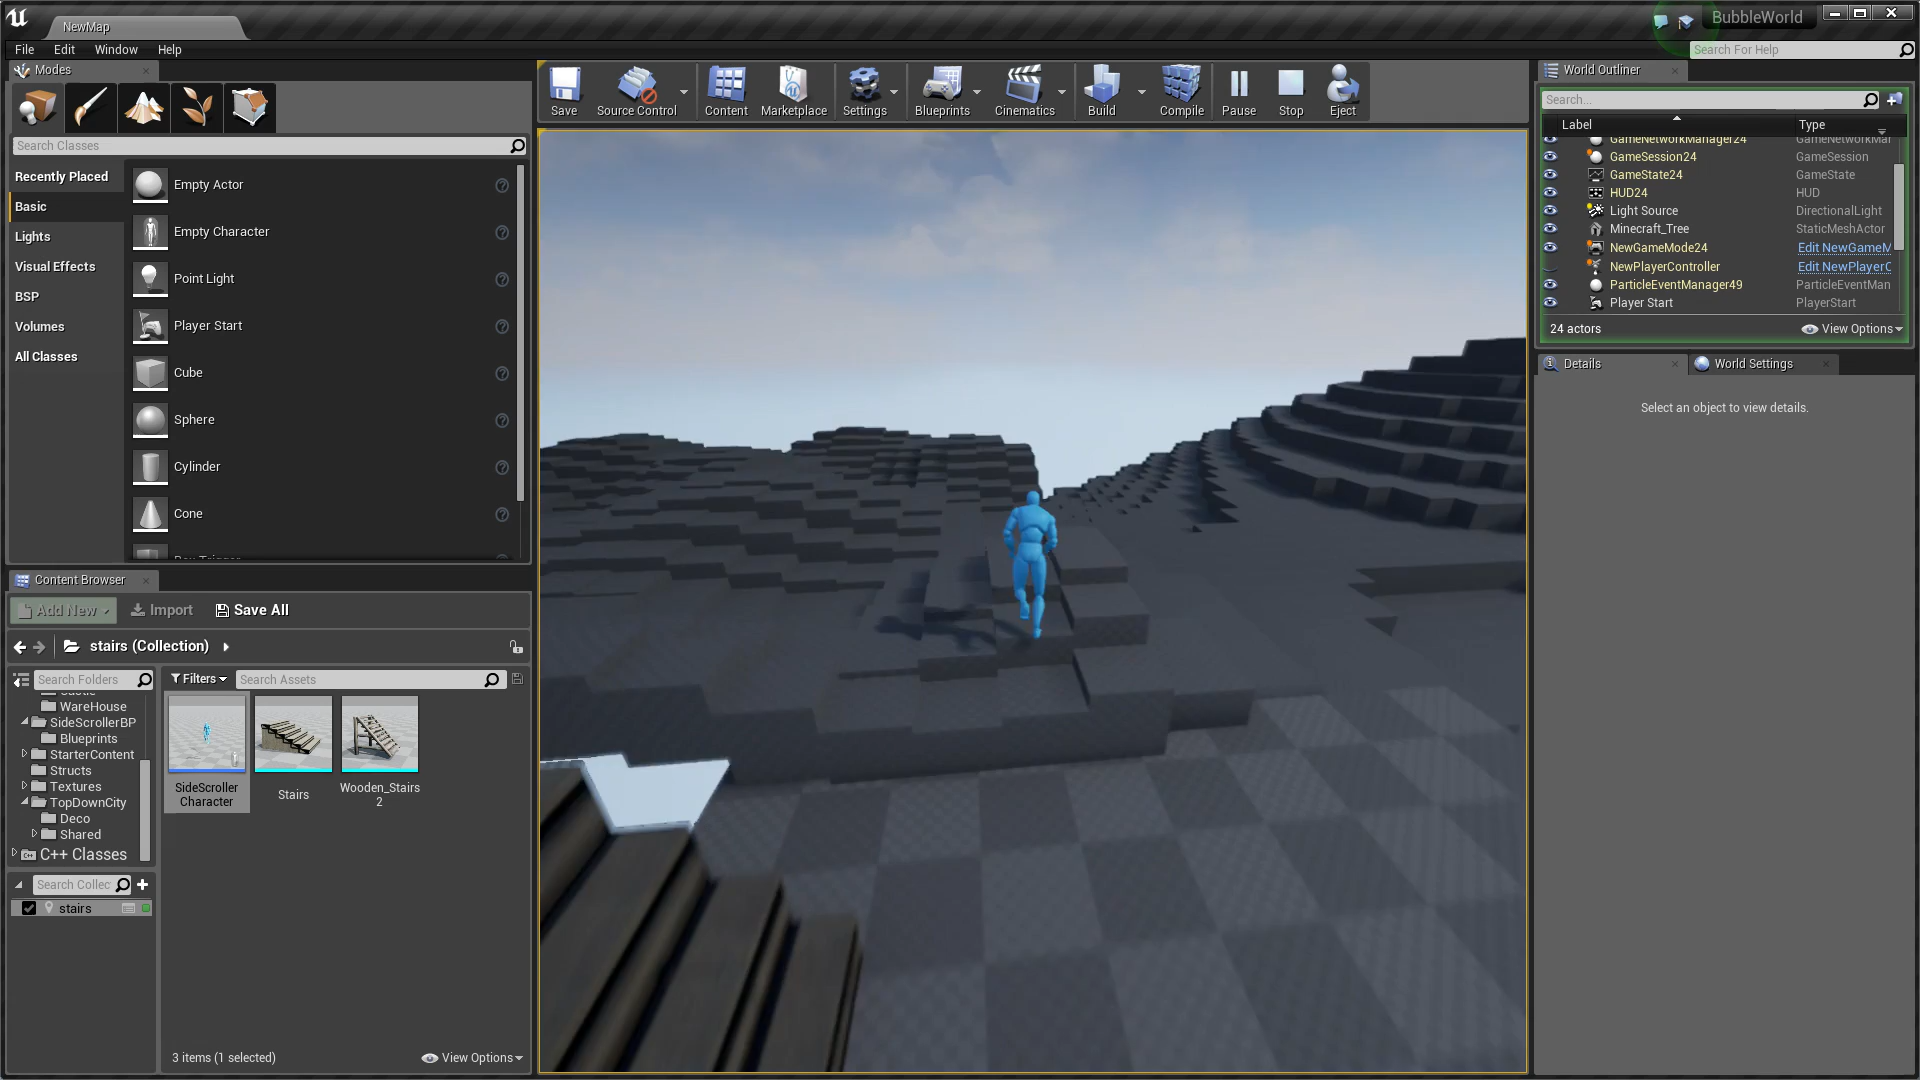 NewMap
BubbleWorld
File Edit Window Help
Search For Help
Modes
Search Classes
Recently Placed
Basic
Lights
Visual Effects
BSP
Volumes
All Classes
Empty Actor
Empty Character
Point Light
Player Start
Cube
Sphere
Cylinder
Cone
Save
Source Control
Content
Marketplace
Settings
Blueprints
Cinematics
Build
Compile
Pause
Stop
Eject
World Outliner
Search...
Label Type
GameNetworkManager24 GameNetworkMar
GameSession24 GameSession
GameState24 GameState
HUD24 HUD
Light Source DirectionalLight
Minecraft_Tree StaticMeshActor
NewGameMode24 Edit NewGameM
NewPlayerController Edit NewPlayerC
ParticleEventManager49 ParticleEventMan
Player Start PlayerStart
24 actors View Options
Details
World Settings
Select an object to view details.
Content Browser
Add New Import Save All
stairs (Collection)
Search Folders
Filters Search Assets
WareHouse
SideScrollerBP
Blueprints
StarterContent
Structs
Textures
TopDownCity
Deco
Shared
C++ Classes
Search Collec
stairs
SideScroller
Character
Stairs
Wooden_Stairs
2
3 items (1 selected) View Options